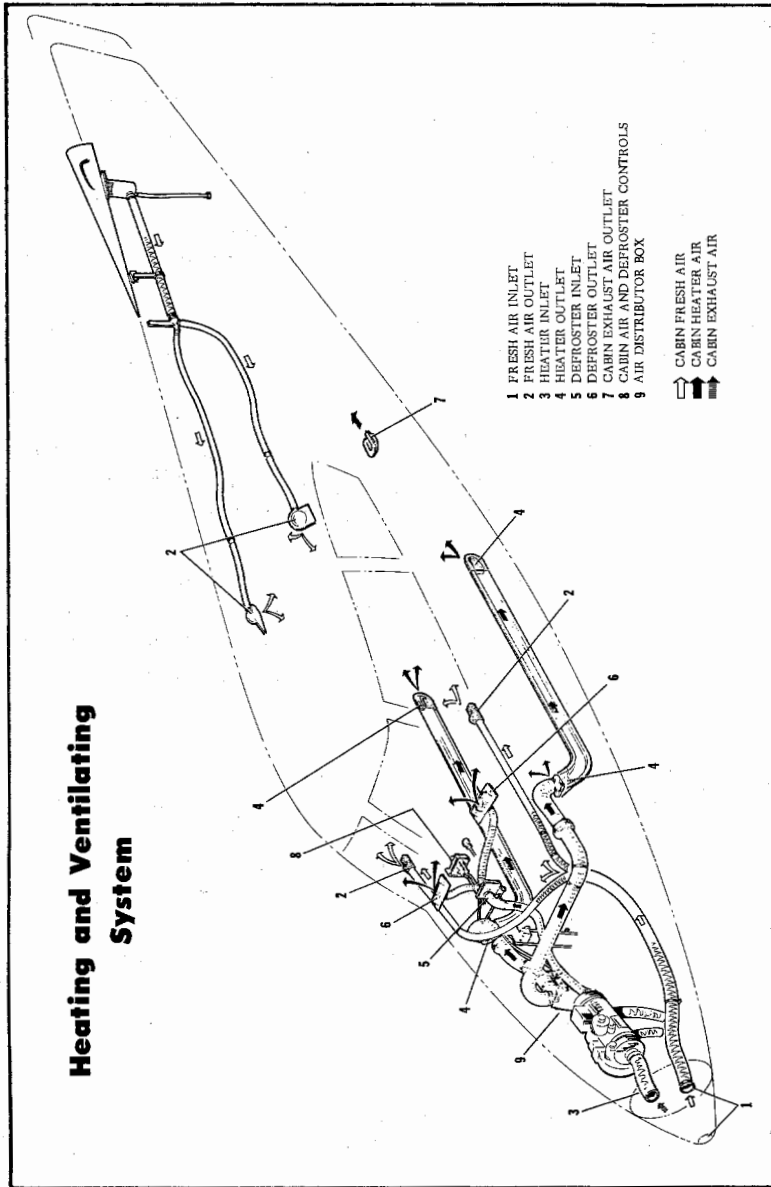 Heating and Ventilating
System
2
7
4
2
6
4
8
2
6
5
4
4
9
3
1
1 FRESH AIR INLET
2 FRESH AIR OUTLET
3 HEATER INLET
4 HEATER OUTLET
5 DEFROSTER INLET
6 DEFROSTER OUTLET
7 CABIN EXHAUST AIR OUTLET
8 CABIN AIR AND DEFROSTER CONTROLS
9 AIR DISTRIBUTOR BOX
CABIN FRESH AIR
CABIN HEATER AIR
CABIN EXHAUST AIR